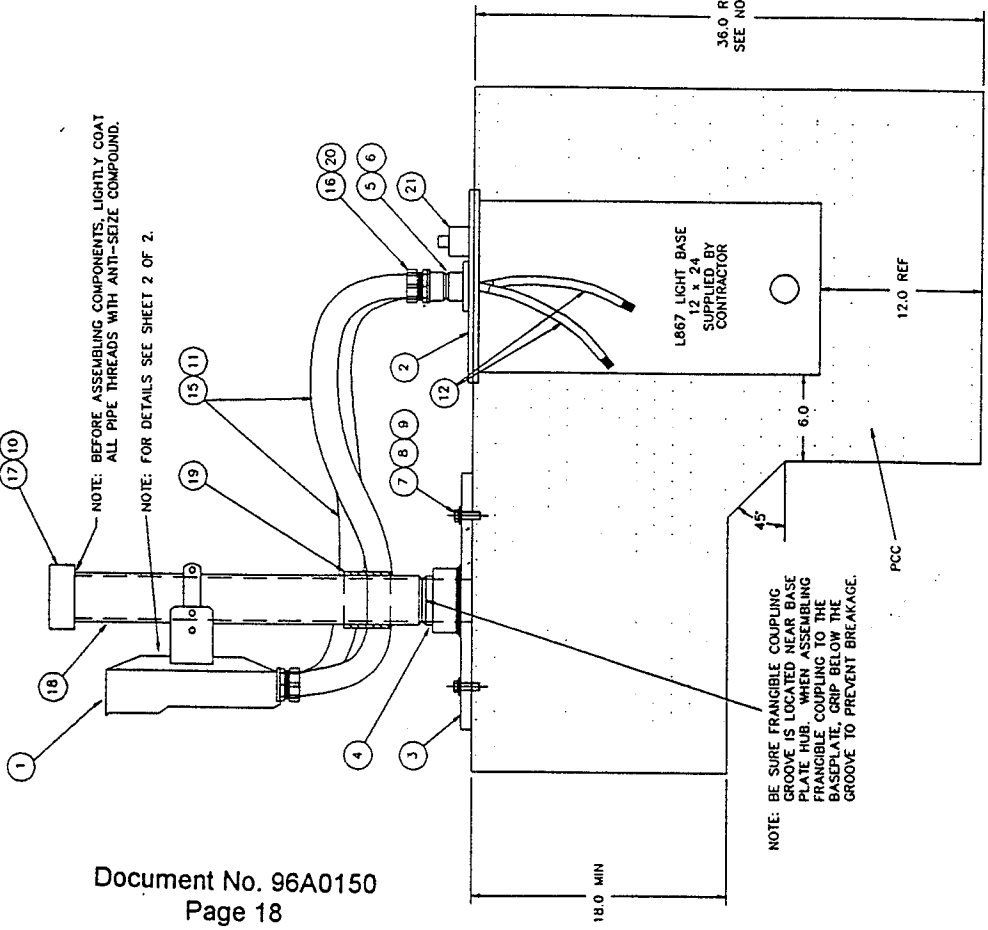 17 10
NOTE: BEFORE ASSEMBLING COMPONENTS, LIGHTLY COAT
ALL PIPE THREADS WITH ANTI-SEIZE COMPOUND.
NOTE: FOR DETAILS SEE SHEET 2 OF 2.
18
1
19
15 11
16 20
5 6
21
2
12
7 8 9
4
3
36.0 R
SEE NO
L867 LIGHT BASE
12 x 24
SUPPLIED BY
CONTRACTOR
12.0 REF
6.0
45°
PCC
18.0 MIN
NOTE: BE SURE FRANGIBLE COUPLING
GROOVE IS LOCATED NEAR BASE
PLATE HUB. WHEN ASSEMBLING
FRANGIBLE COUPLING TO THE
BASEPLATE, GRIP BELOW THE
GROOVE TO PREVENT BREAKAGE.
Document No. 96A0150
Page 18